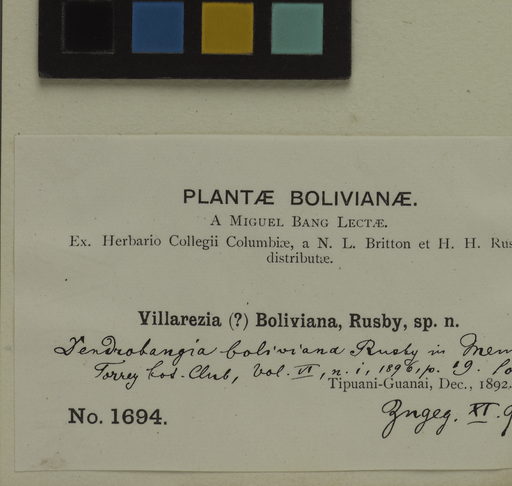 PLANTÆ BOLIVIANÆ.
A MIGUEL BANG LECTÆ.
Ex. Herbario Collegii Columbiæ, a N. L. Britton et H. H. Rus
distributæ.
Villarezia (?) Boliviana, Rusby, sp. n.
Dendrobangia boliviana Rusby in Mem
Torrey bot. Club, Vol. VI, n. 1, 1896, p. 19.
Tipuani-Guanai, Dec., 1892.
No. 1694.
XI.